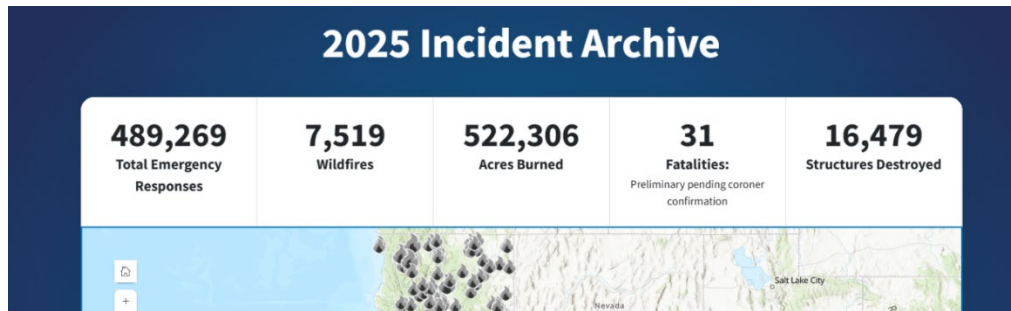 2025 Incident Archive
489,269
Total Emergency
Responses
7,519
Wildfires
522,306
Acres Burned
31
Fatalities:
Preliminary pending coroner
confirmation
16,479
Structures Destroyed
+
Salt Lake City
Nevada